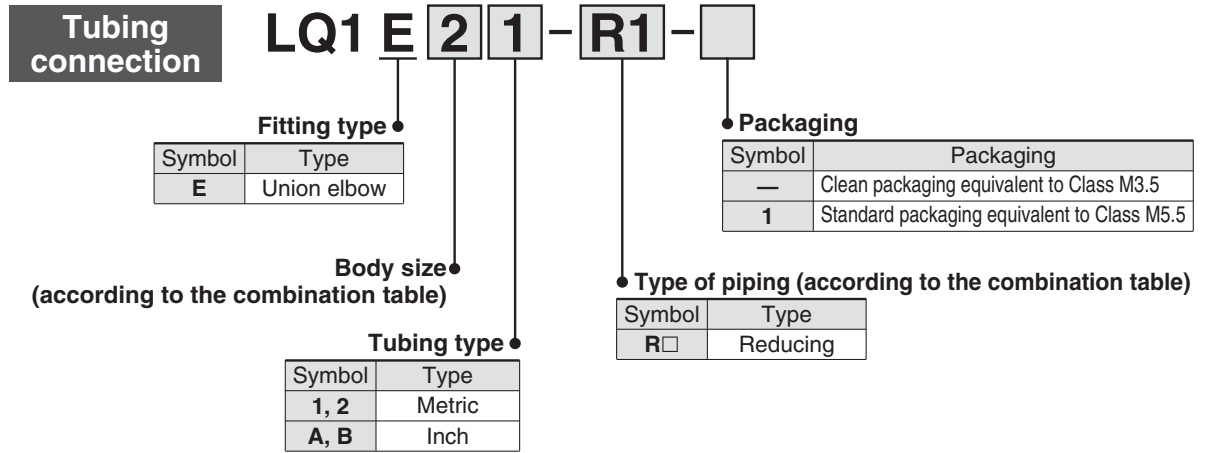 Tubing
connection
LQ1 E 2 1 - R1 - □
Fitting type
Symbol Type
E Union elbow
Packaging
Symbol Packaging
— Clean packaging equivalent to Class M3.5
1 Standard packaging equivalent to Class M5.5
Body size
(according to the combination table)
Type of piping (according to the combination table)
Symbol Type
R□ Reducing
Tubing type
Symbol Type
1, 2 Metric
A, B Inch